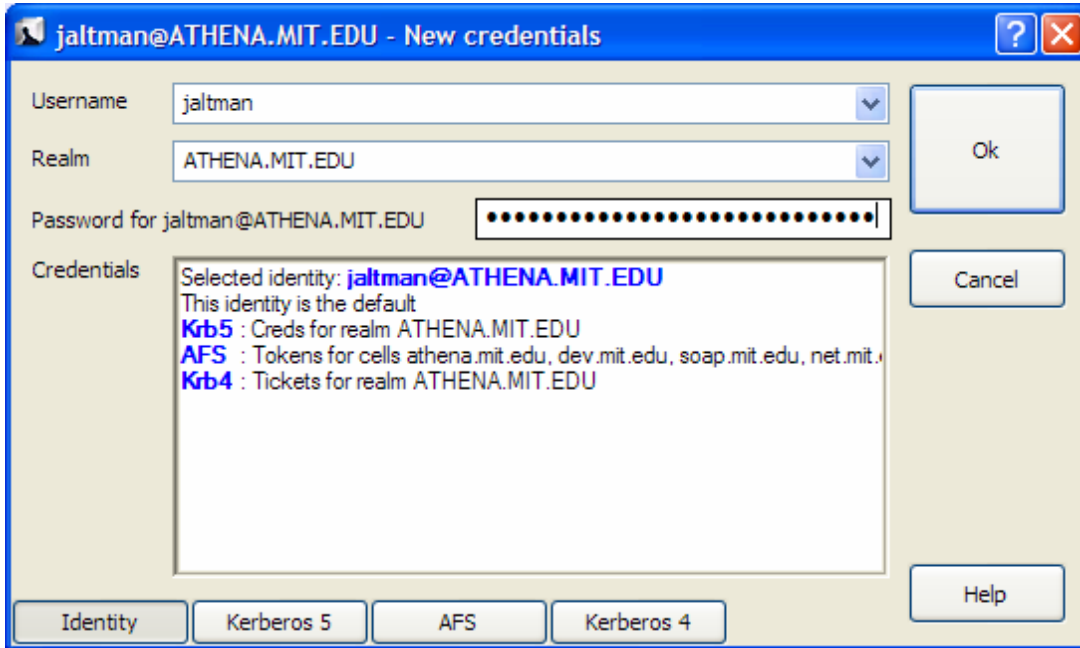 jaltman@ATHENA.MIT.EDU - New credentials
Username
jaltman
Realm
ATHENA.MIT.EDU
Ok
Password for jaltman@ATHENA.MIT.EDU
••••••••••••••••••••••••••••
Credentials
Selected identity: jaltman@ATHENA.MIT.EDU
This identity is the default
Krb5 : Creds for realm ATHENA.MIT.EDU
AFS : Tokens for cells athena.mit.edu, dev.mit.edu, soap.mit.edu, net.mit.
Krb4 : Tickets for realm ATHENA.MIT.EDU
Cancel
Help
Identity
Kerberos 5
AFS
Kerberos 4